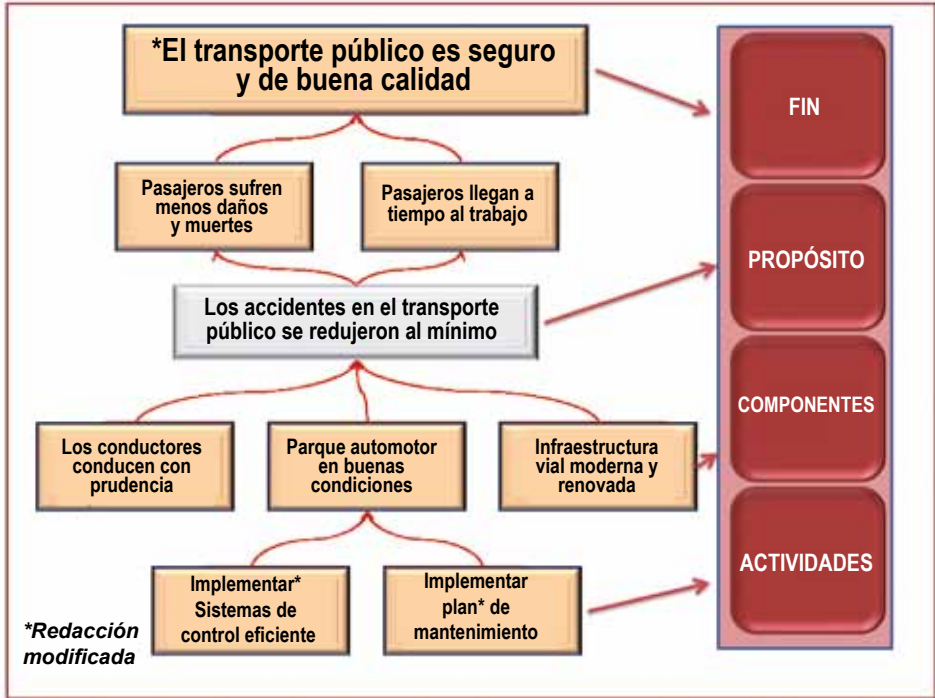 *El transporte público es seguro
y de buena calidad
FIN
Pasajeros sufren
menos daños
y muertes
Pasajeros llegan a
tiempo al trabajo
PROPÓSITO
Los accidentes en el transporte
público se redujeron al mínimo
COMPONENTES
Los conductores
conducen con
prudencia
Parque automotor
en buenas
condiciones
Infraestructura
vial moderna y
renovada
ACTIVIDADES
Implementar*
Sistemas de
control eficiente
Implementar
plan* de
mantenimiento
*Redacción
modificada